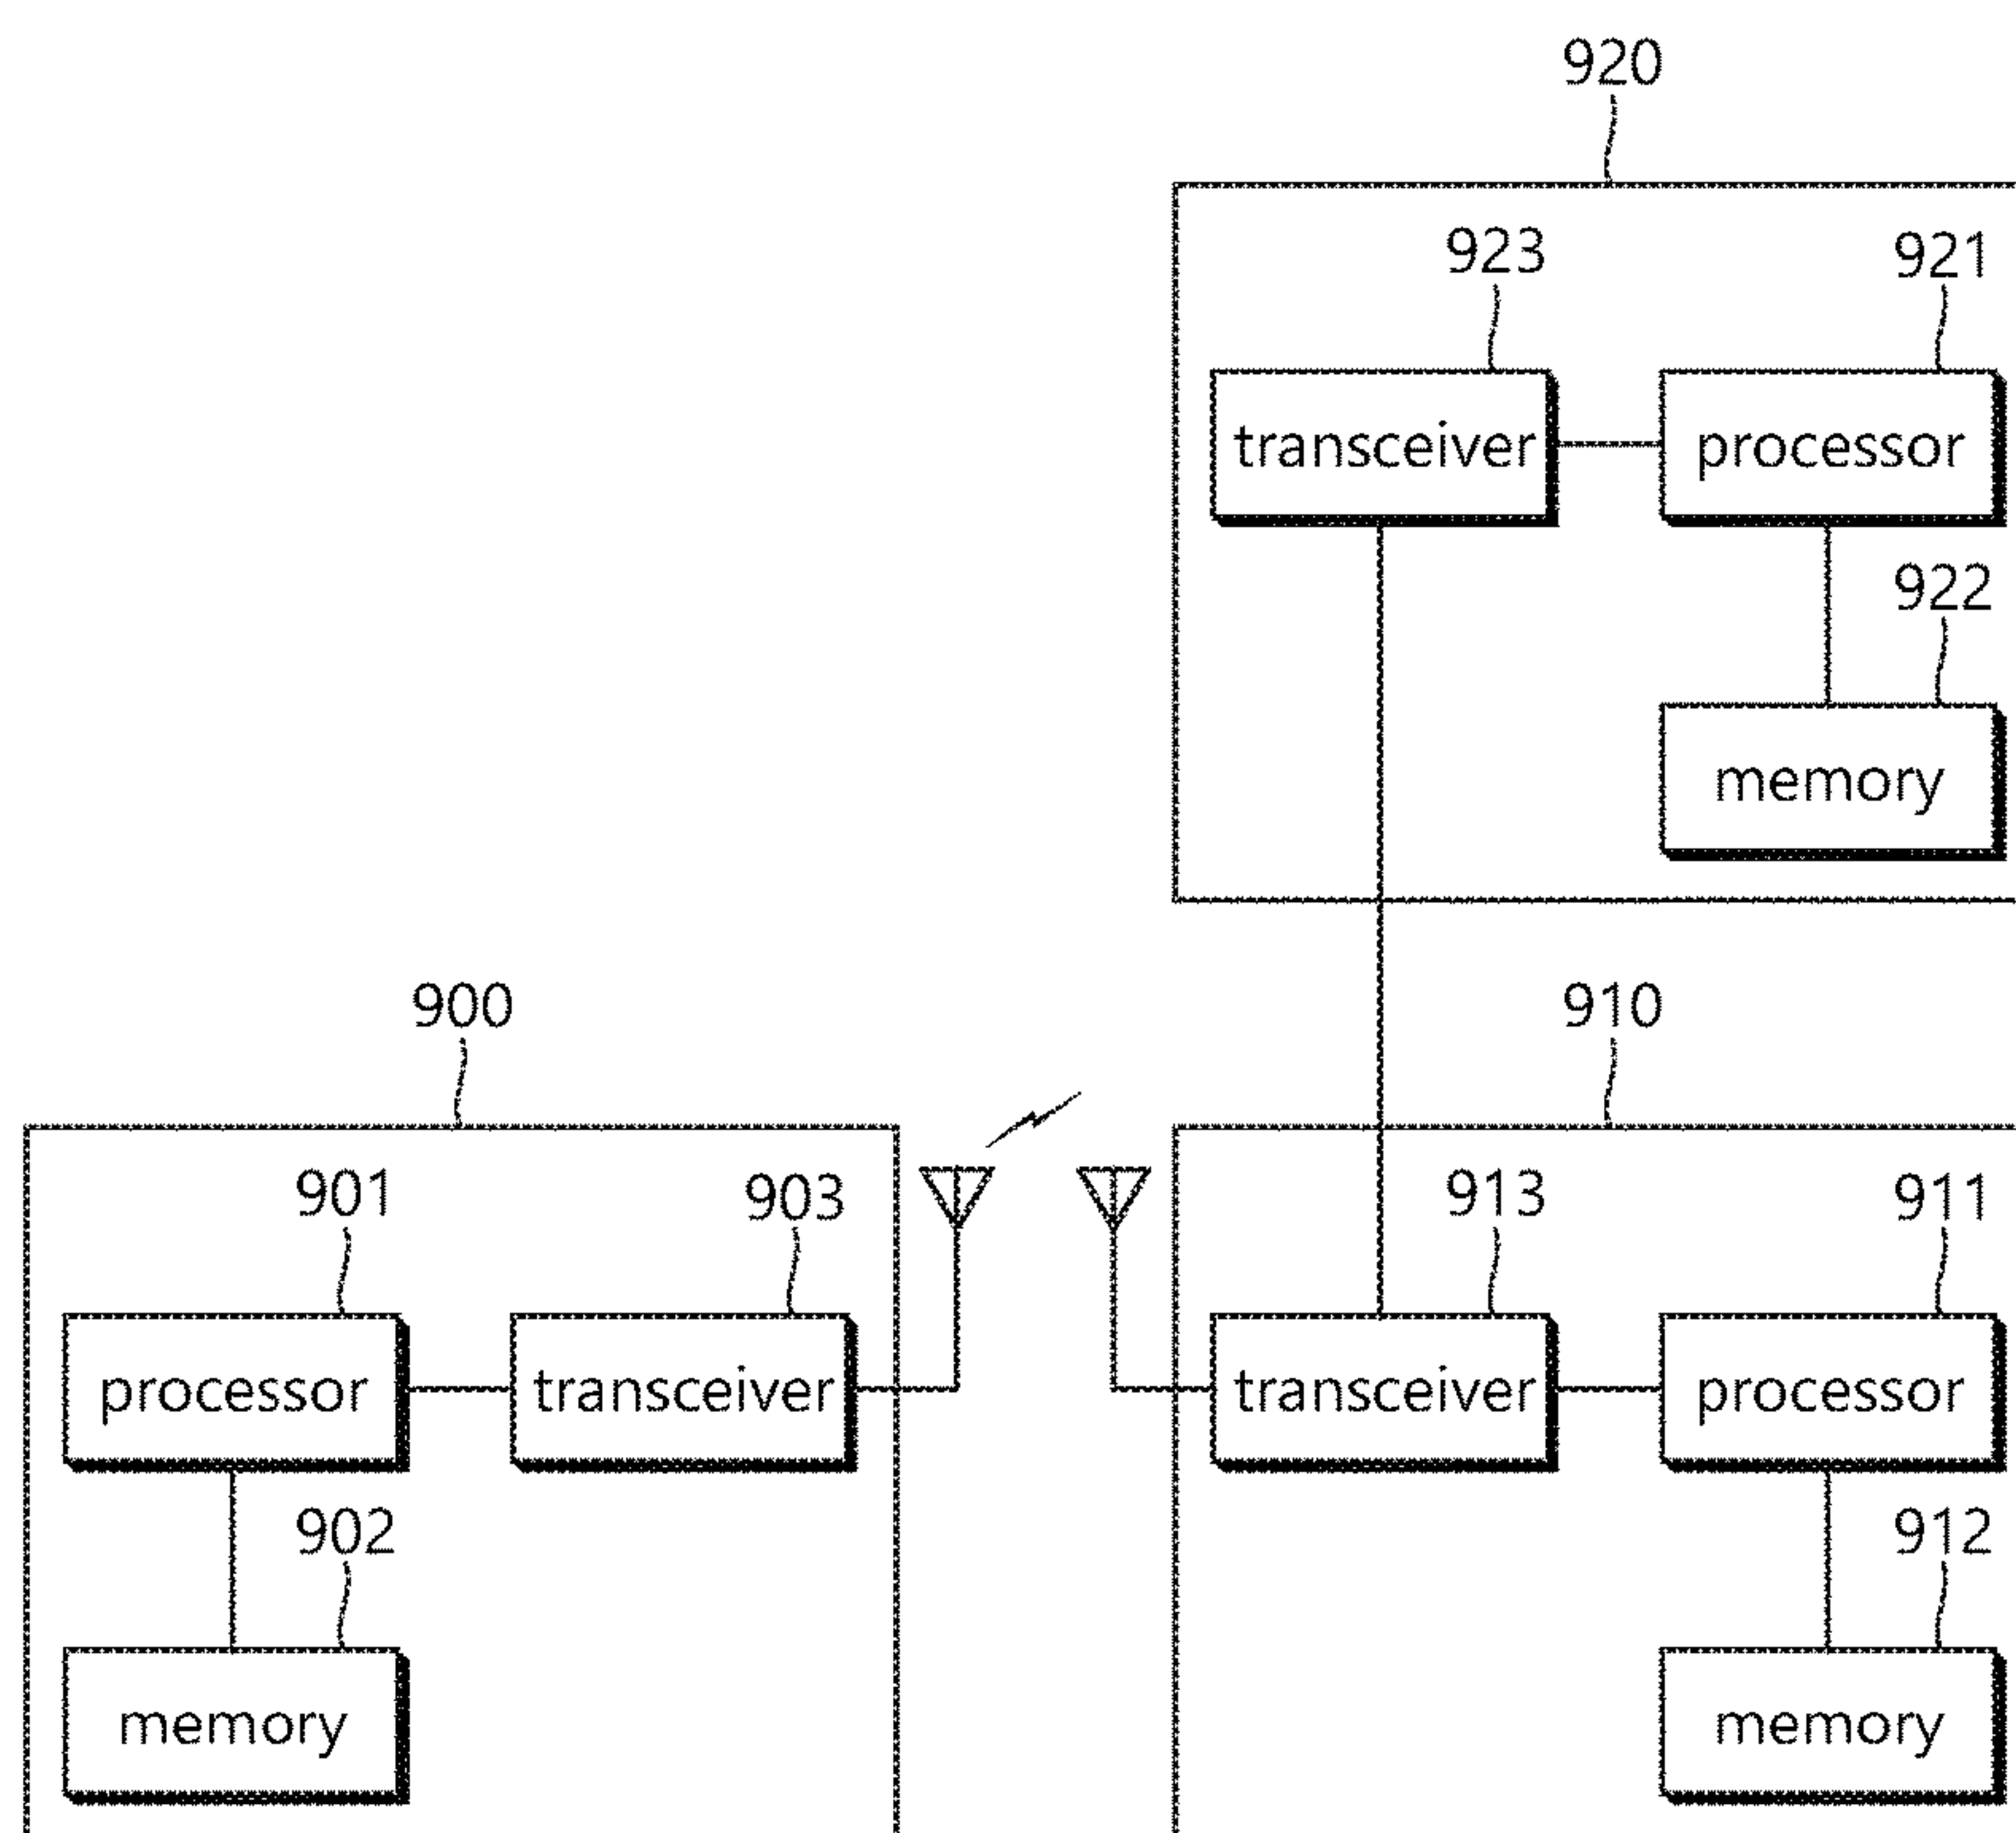 920
923 921
transceiver processor
922
memory
900 910
901 903 913 911
processor transceiver transceiver processor
902 912
memory memory